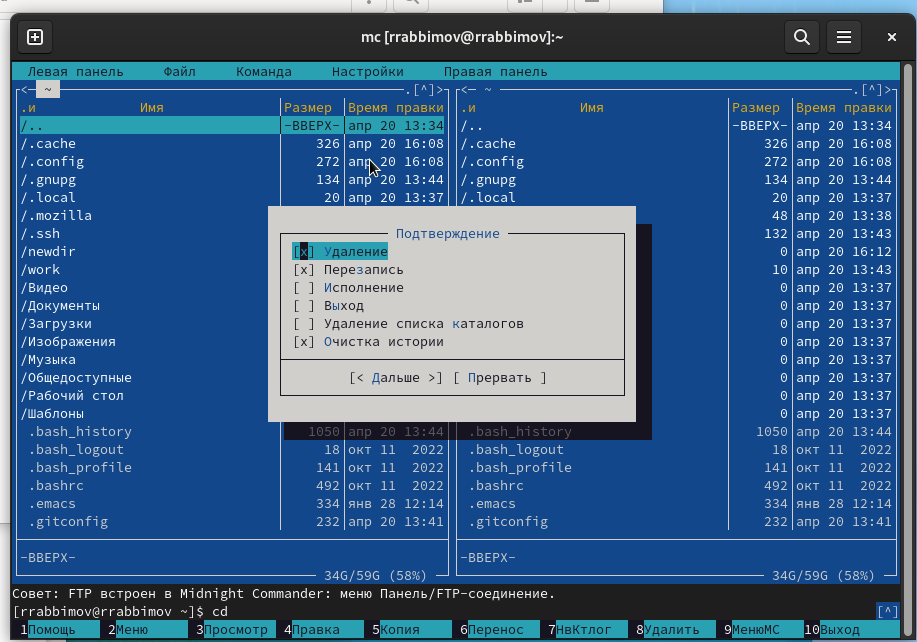 mc [rrabbimov@rrabbimov]:~
Левая панель Файл Команда Настройки Правая панель
<- ~ .[^]> <- ~ .[^]>
.и Имя Размер Время правки .и Имя Размер Время правки
/.. -ВВЕРХ- апр 20 13:34 /.. -ВВЕРХ- апр 20 13:34
/.cache 326 апр 20 16:08 /.cache 326 апр 20 16:08
/.config 272 апр 20 16:08 /.config 272 апр 20 16:08
/.gnupg 134 апр 20 13:44 /.gnupg 134 апр 20 13:44
/.local 20 апр 20 13:37 /.local 20 апр 20 13:37
/.mozilla 48 апр 20 13:38
/.ssh Подтверждение 132 апр 20 13:43
/newdir [x] Удаление 0 апр 20 16:12
/work [x] Перезапись 10 апр 20 13:43
/Видео [ ] Исполнение 0 апр 20 13:37
/Документы [ ] Выход 0 апр 20 13:37
/Загрузки [ ] Удаление списка каталогов 0 апр 20 13:37
/Изображения [x] Очистка истории 0 апр 20 13:37
/Музыка 0 апр 20 13:37
/Общедоступные [< Дальше >] [ Прервать ] 0 апр 20 13:37
/Рабочий стол 0 апр 20 13:37
/Шаблоны 0 апр 20 13:37
.bash_history 1050 апр 20 13:44 .bash_history 1050 апр 20 13:44
.bash_logout 18 окт 11 2022 .bash_logout 18 окт 11 2022
.bash_profile 141 окт 11 2022 .bash_profile 141 окт 11 2022
.bashrc 492 окт 11 2022 .bashrc 492 окт 11 2022
.emacs 334 янв 28 12:14 .emacs 334 янв 28 12:14
.gitconfig 232 апр 20 13:41 .gitconfig 232 апр 20 13:41
-ВВЕРХ- -ВВЕРХ-
34G/59G (58%) 34G/59G (58%)
Совет: FTP встроен в Midnight Commander: меню Панель/FTP-соединение.
[rrabbimov@rrabbimov ~]$ cd [^]
1Помощь 2Меню 3Просмотр 4Правка 5Копия 6Перенос 7НвКтлог 8Удалить 9МенюMC 10Выход